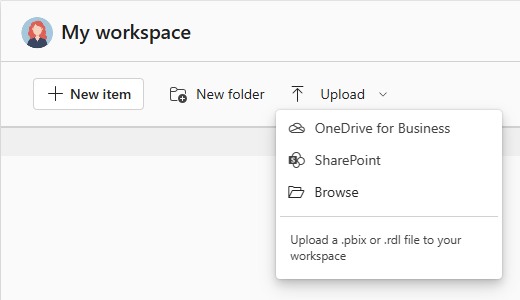 My workspace
New item
New folder
Upload
OneDrive for Business
SharePoint
Browse
Upload a .pbix or .rdl file to your
workspace